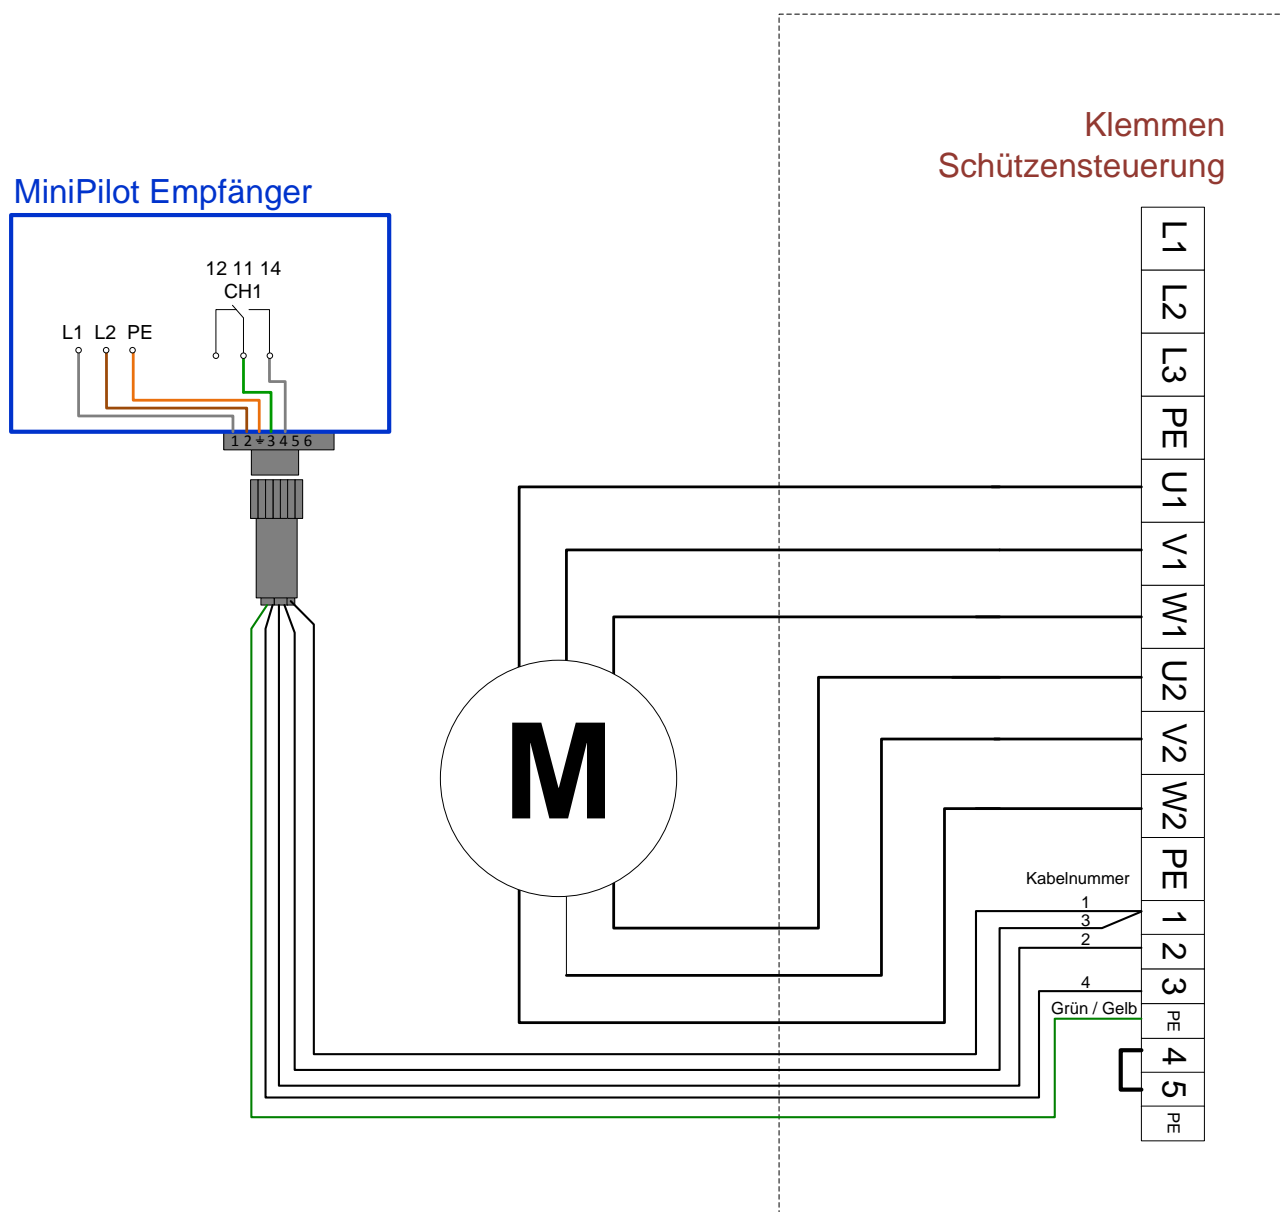 Klemmen
Schützensteuerung
MiniPilot Empfänger
12 11 14
CH1
L1 L2 PE
1 2 3 4 5 6
M
Kabelnummer
1
3
2
4
Grün / Gelb
L1
L2
L3
PE
U1
V1
W1
U2
V2
W2
PE
1
2
3
PE
4
5
PE